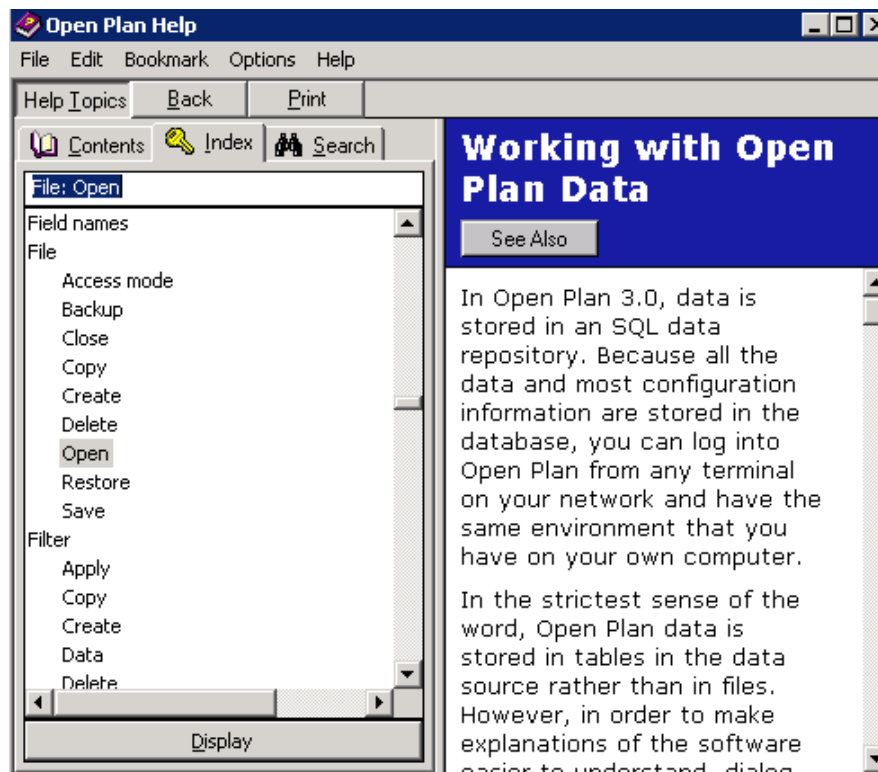 Open Plan Help
File Edit Bookmark Options Help
Help Topics Back Print
Contents Index Search
File: Open
Field names
File
Access mode
Backup
Close
Copy
Create
Delete
Open
Restore
Save
Filter
Apply
Copy
Create
Data
Delete
Display
Working with Open
Plan Data
See Also
In Open Plan 3.0, data is
stored in an SQL data
repository. Because all the
data and most configuration
information are stored in the
database, you can log into
Open Plan from any terminal
on your network and have the
same environment that you
have on your own computer.
In the strictest sense of the
word, Open Plan data is
stored in tables in the data
source rather than in files.
However, in order to make
explanations of the software
easier to understand, dialog